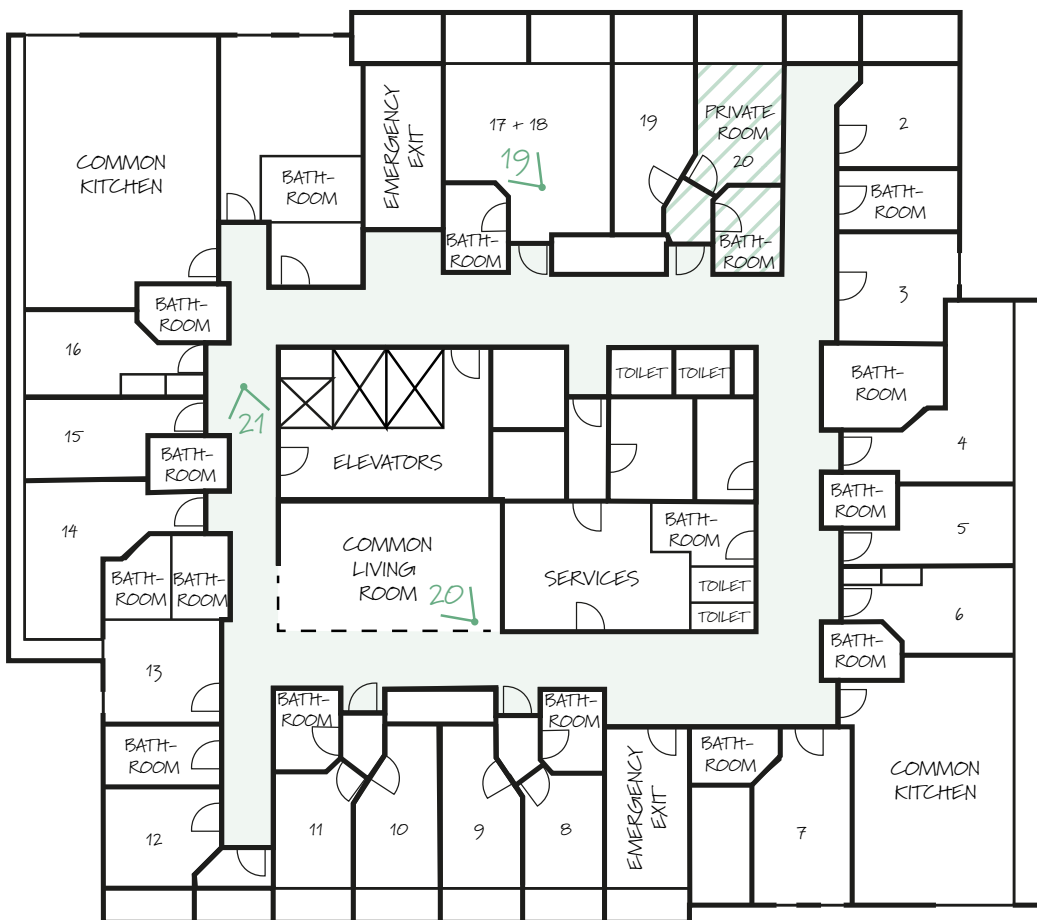 COMMON
KITCHEN
BATH-
ROOM
EMERGENCY
EXIT
17 + 18
19
BATH-
ROOM
19
PRIVATE
ROOM
20
BATH-
ROOM
2
BATH-
ROOM
3
BATH-
ROOM
16
15
BATH-
ROOM
14
BATH-
ROOM
BATH-
ROOM
13
BATH-
ROOM
12
21
ELEVATORS
TOILET
TOILET
COMMON
LIVING
ROOM
20
SERVICES
BATH-
ROOM
TOILET
TOILET
BATH-
ROOM
4
BATH-
ROOM
5
6
BATH-
ROOM
BATH-
ROOM
11
10
9
BATH-
ROOM
8
EMERGENCY
EXIT
BATH-
ROOM
7
COMMON
KITCHEN